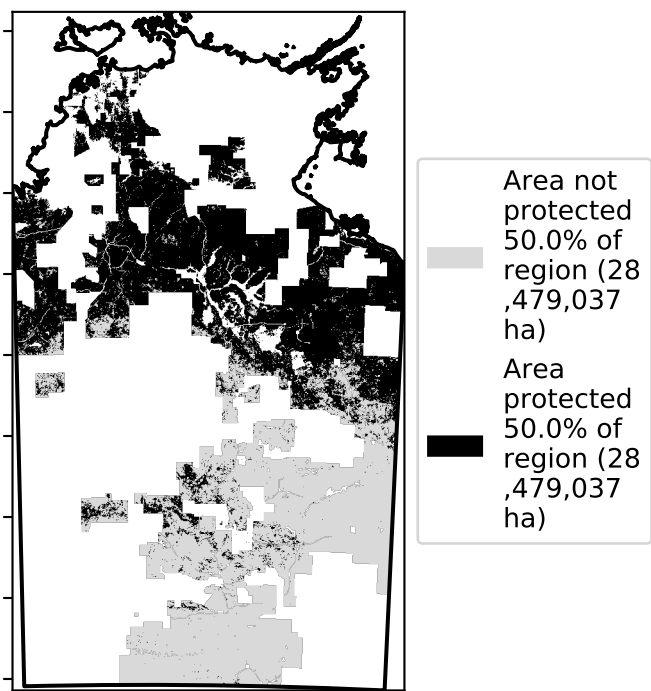 Area not
protected
50.0% of
region (28
,479,037
ha)
Area
protected
50.0% of
region (28
,479,037
ha)